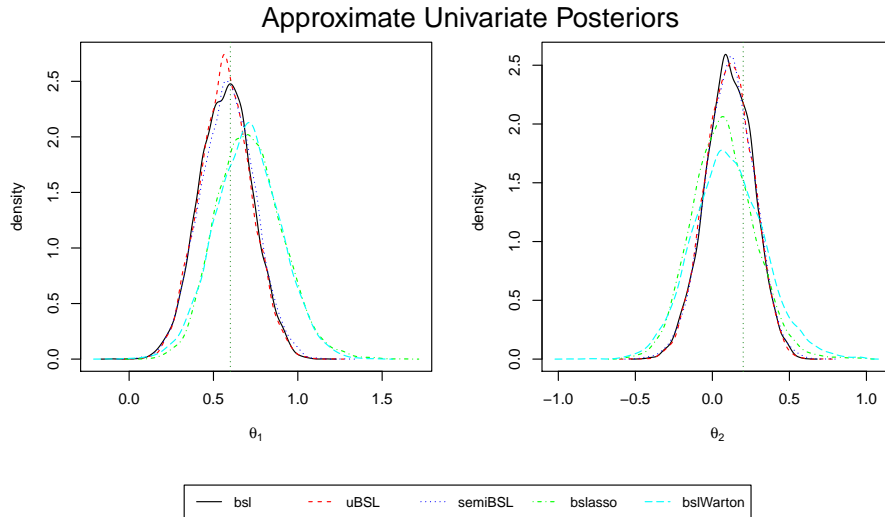 Approximate Univariate Posteriors
density
0.0 0.5 1.0 1.5 2.0 2.5
0.0 0.5 1.0 1.5
θ1
density
0.0 0.5 1.0 1.5 2.0 2.5
−1.0 −0.5 0.0 0.5 1.0
θ2
bsl uBSL semiBSL bslasso bslWarton